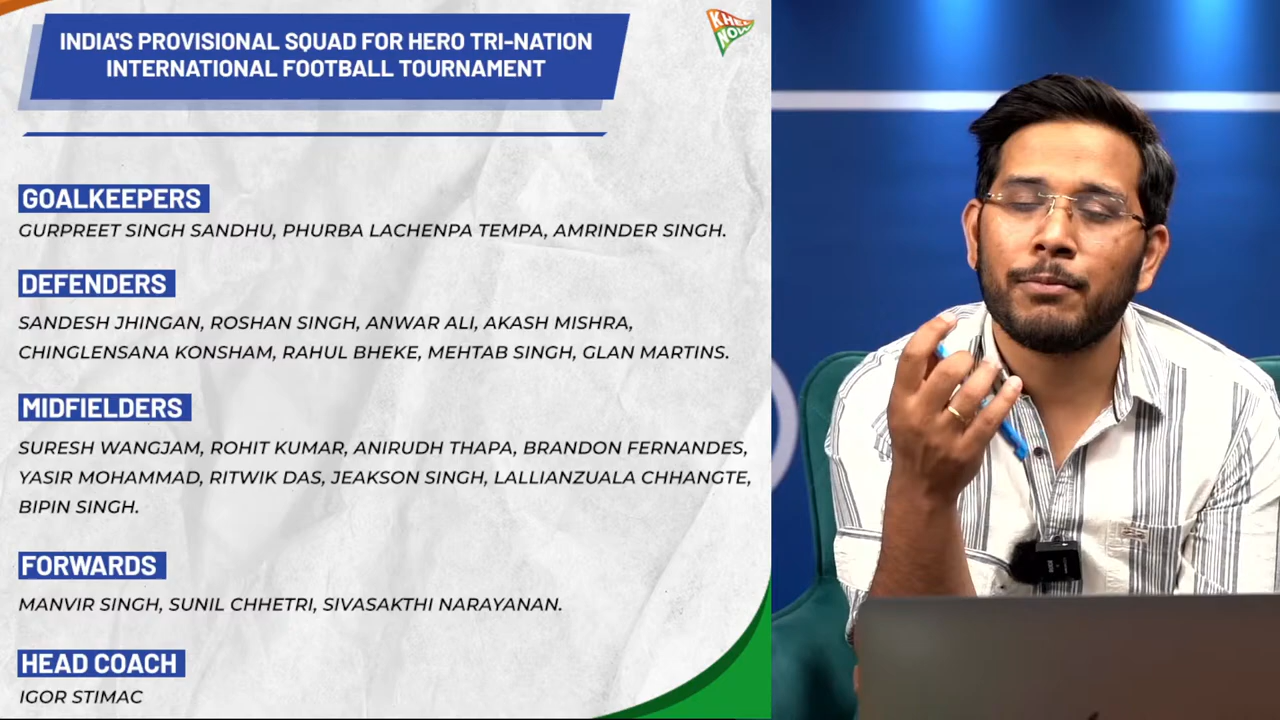 INDIA'S PROVISIONAL SQUAD FOR HERO TRI-NATION
INTERNATIONAL FOOTBALL TOURNAMENT
KHEL
NOW
GOALKEEPERS
GURPREET SINGH SANDHU, PHURBA LACHENPA TEMPA, AMRINDER SINGH.
DEFENDERS
SANDESH JHINGAN, ROSHAN SINGH, ANWAR ALI, AKASH MISHRA,
CHINGLENSANA KONSHAM, RAHUL BHEKE, MEHTAB SINGH, GLAN MARTINS.
MIDFIELDERS
SURESH WANGJAM, ROHIT KUMAR, ANIRUDH THAPA, BRANDON FERNANDES,
YASIR MOHAMMAD, RITWIK DAS, JEAKSON SINGH, LALLIANZUALA CHHANGTE,
BIPIN SINGH.
FORWARDS
MANVIR SINGH, SUNIL CHHETRI, SIVASAKTHI NARAYANAN.
HEAD COACH
IGOR STIMAC